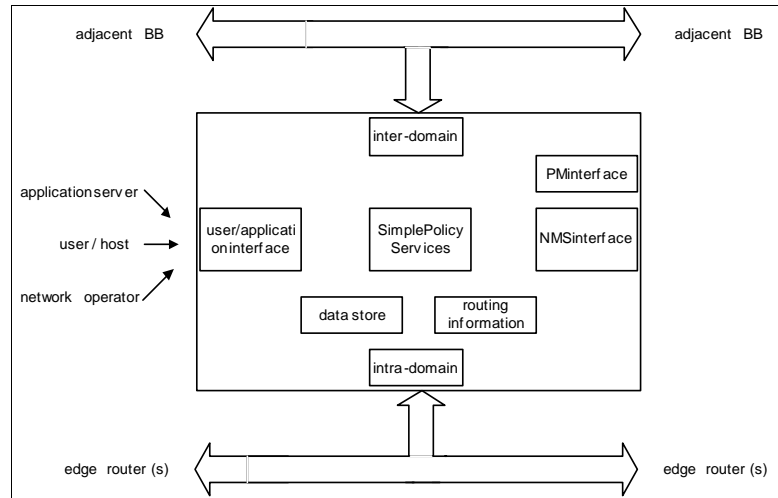 adjacent BB
adjacent BB
inter-domain
PMinterface
applicationserver
user/applicati
oninterface
SimplePolicy
Services
NMSinterface
user / host
network operator
data store
routing
information
intra-domain
edge router (s)
edge router (s)